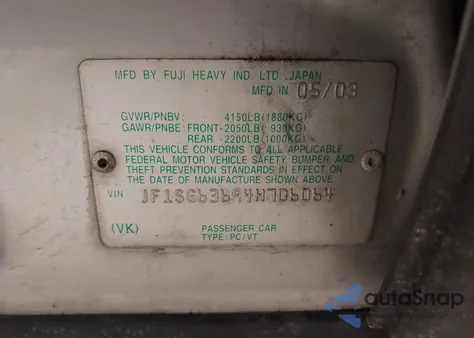 MFD BY FUJI HEAVY IND. LTD. JAPAN
MFD IN 05/03
GVWR/PNBV: 4150LB(1880KG)
GAWR/PNBE: FRONT-2050LB( 930KG)
REAR -2200LB(1000KG)
THIS VEHICLE CONFORMS TO ALL APPLICABLE
FEDERAL MOTOR VEHICLE SAFETY, BUMPER, AND
THEFT PREVENTION STANDARDS IN EFFECT ON
THE DATE OF MANUFACTURE SHOWN ABOVE.
VIN JF1SG63694H706064
(VK)
PASSENGER CAR
TYPE: PC/VT
autoSnap